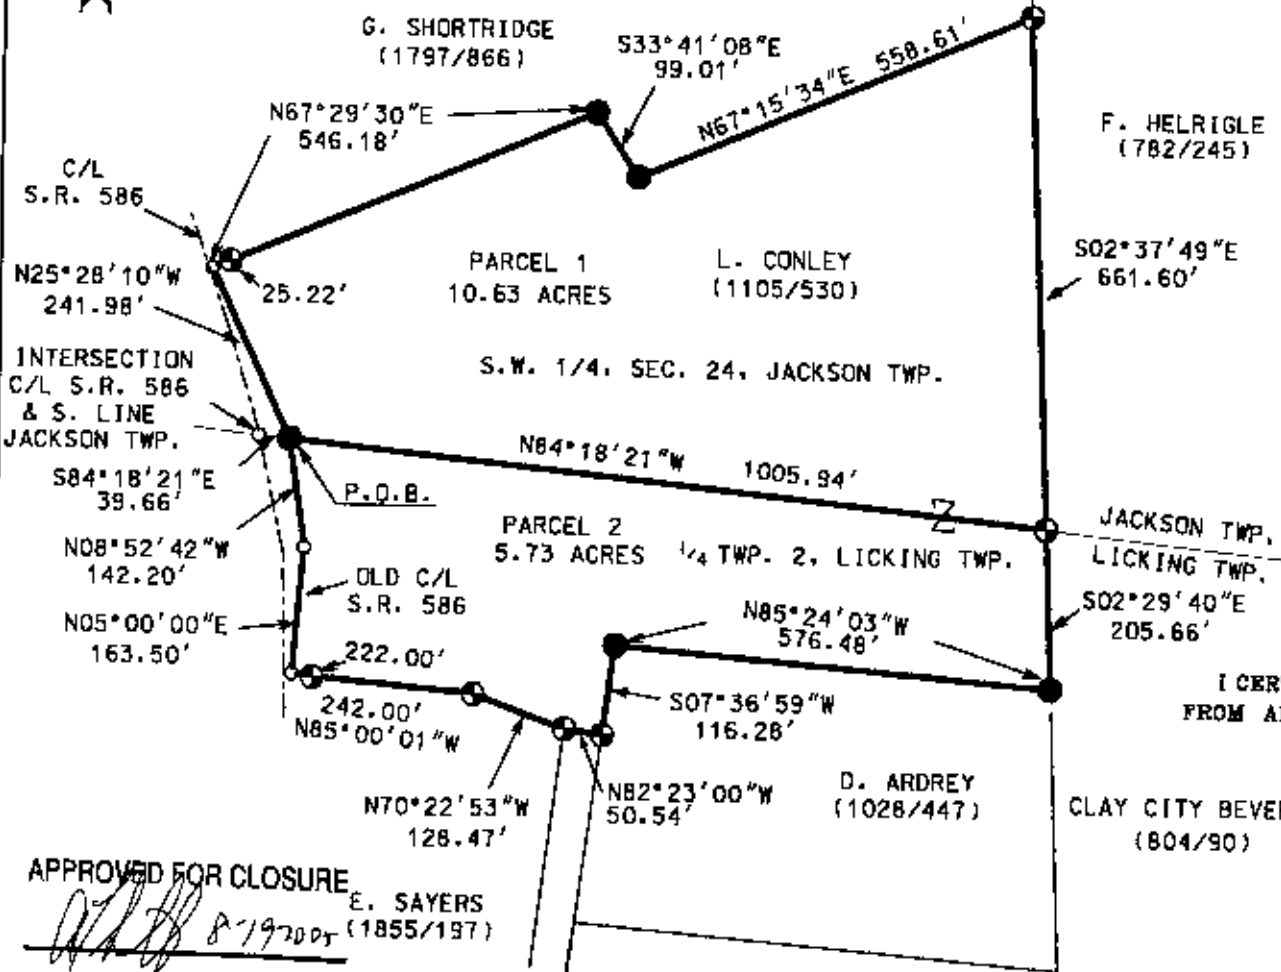 G. SHORTRIDGE
(1797/866)
S33°41'08"E
99.01'
N67°15'34"E 558.61'
N67°29'30"E
546.18'
F. HELRIGLE
(782/245)
C/L
S.R. 586
N25°28'10"W
241.98'
25.22'
PARCEL 1
10.63 ACRES
L. CONLEY
(1105/530)
S02°37'49"E
661.60'
INTERSECTION
C/L S.R. 586
& S. LINE
JACKSON TWP.
S.W. 1/4, SEC. 24, JACKSON TWP.
S84°18'21"E
39.66'
P.O.B.
N84°18'21"W 1005.94'
Z
JACKSON TWP.
LICKING TWP.
PARCEL 2
5.73 ACRES
1/4 TWP. 2, LICKING TWP.
N08°52'42"W
142.20'
OLD C/L
S.R. 586
N05°00'00"E
163.50'
N85°24'03"W
576.48'
S02°29'40"E
205.66'
222.00'
242.00'
N85°00'01"W
S07°36'59"W
116.28'
I CER
FROM A
N70°22'53"W
128.47'
N82°23'00"W
50.54'
D. ARDREY
(1028/447)
CLAY CITY BEVE
(804/90)
APPROVED FOR CLOSURE
8-19-2005
E. SAYERS
(1855/197)